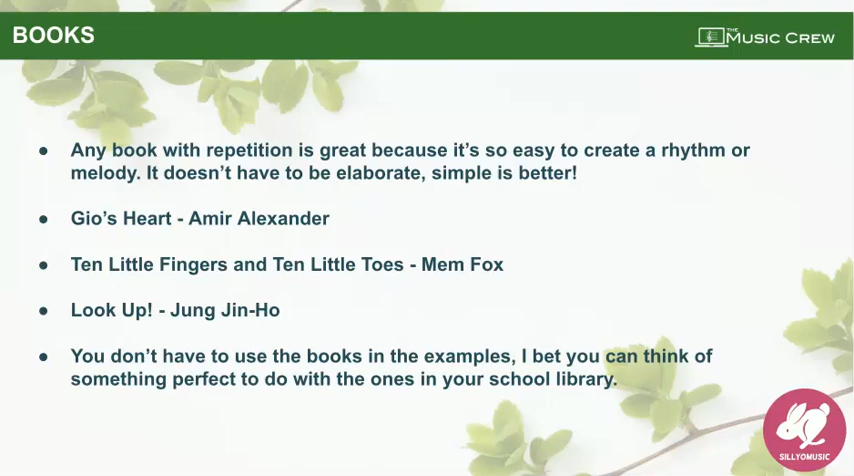 BOOKS
THE
MUSIC CREW
● Any book with repetition is great because it’s so easy to create a rhythm or
melody. It doesn’t have to be elaborate, simple is better!
● Gio’s Heart - Amir Alexander
● Ten Little Fingers and Ten Little Toes - Mem Fox
● Look Up! - Jung Jin-Ho
● You don’t have to use the books in the examples, I bet you can think of
something perfect to do with the ones in your school library.
SILLYOMUSIC